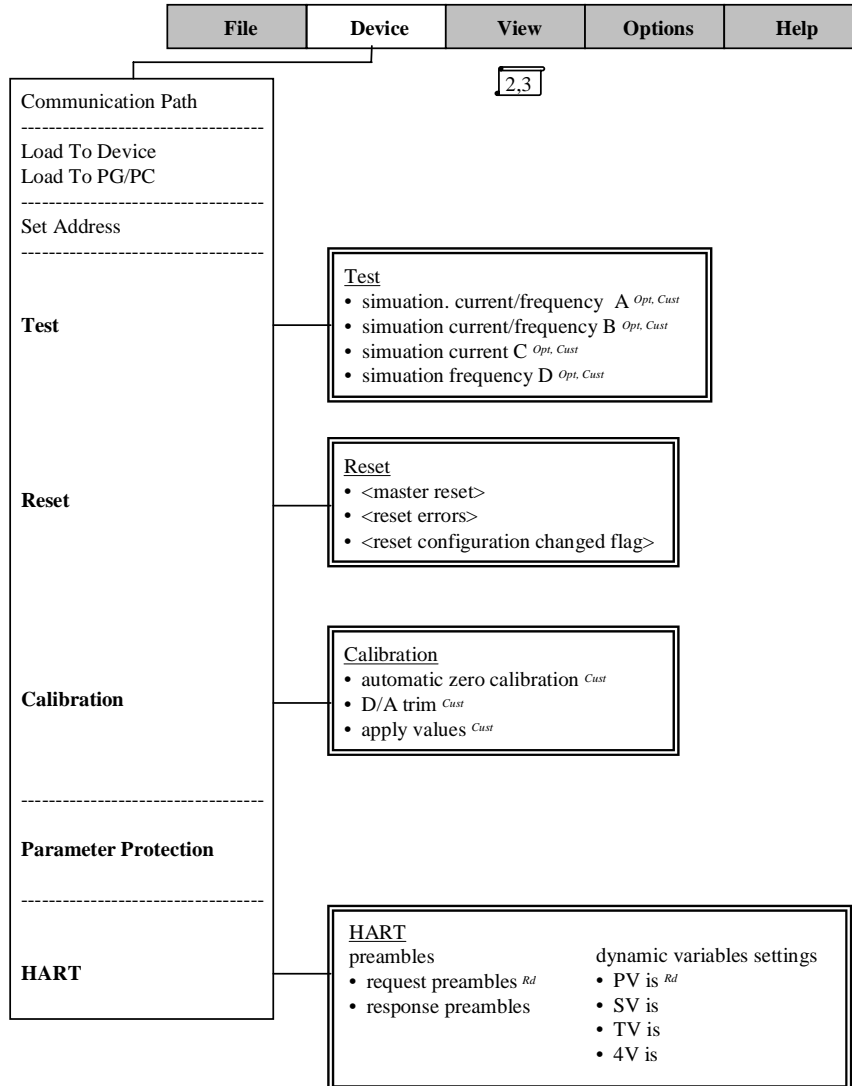 File Device View Options Help
2,3
Communication Path
------------------------------------
Load To Device
Load To PG/PC
------------------------------------
Set Address
------------------------------------
Test
Test
• simuation. current/frequency A Opt, Cust
• simuation current/frequency B Opt, Cust
• simuation current C Opt, Cust
• simuation frequency D Opt, Cust
Reset
Reset
• <master reset>
• <reset errors>
• <reset configuration changed flag>
Calibration
Calibration
• automatic zero calibration Cust
• D/A trim Cust
• apply values Cust
------------------------------------
Parameter Protection
------------------------------------
HART
HART
preambles
• request preambles Rd
• response preambles
dynamic variables settings
• PV is Rd
• SV is
• TV is
• 4V is